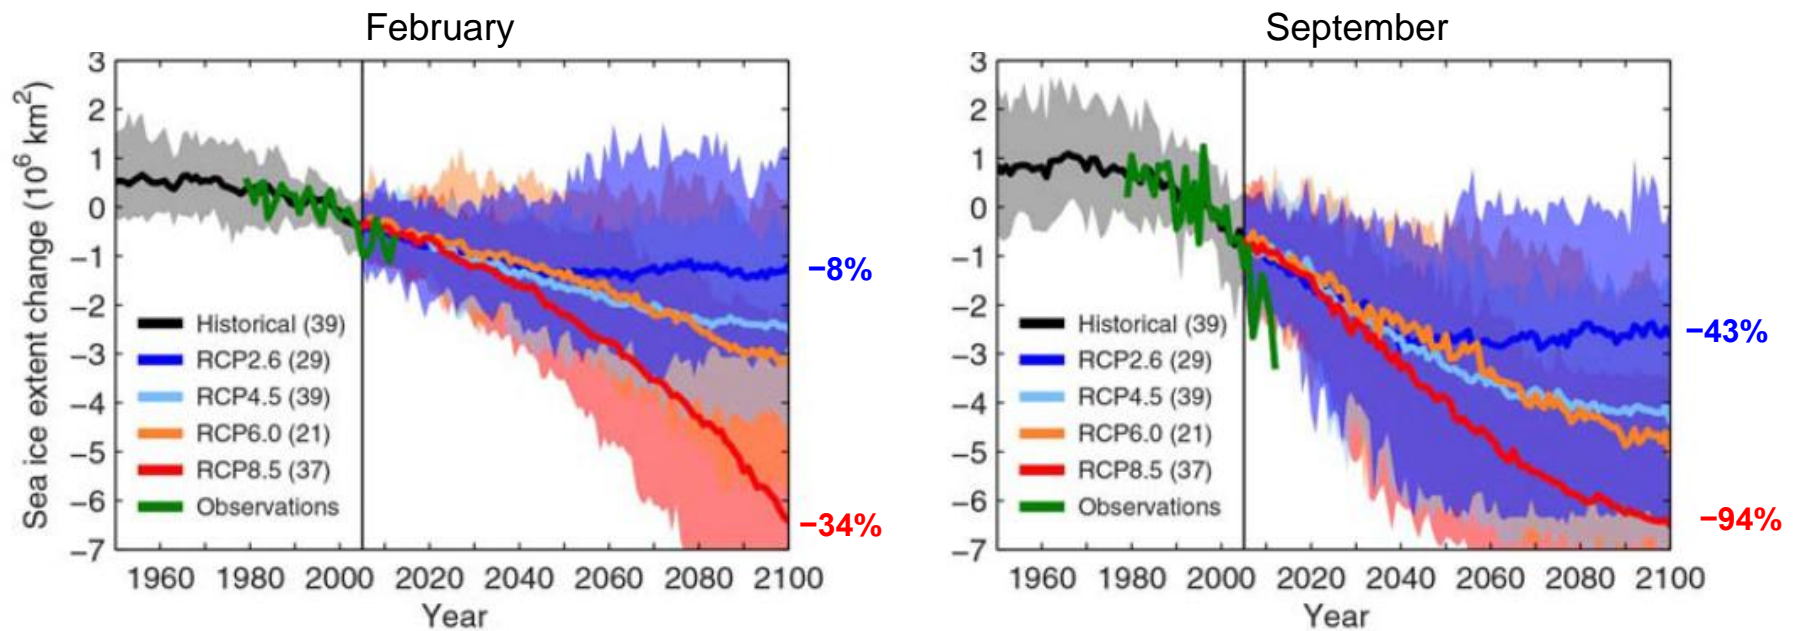 February
3
2
1
0
−1
−2
−3
−4
−5
−6
−7
Sea ice extent change (10⁶ km²)
Historical (39)
RCP2.6 (29)
RCP4.5 (39)
RCP6.0 (21)
RCP8.5 (37)
Observations
−8%
−34%
1960 1980 2000 2020 2040 2060 2080 2100
Year
September
3
2
1
0
−1
−2
−3
−4
−5
−6
−7
Historical (39)
RCP2.6 (29)
RCP4.5 (39)
RCP6.0 (21)
RCP8.5 (37)
Observations
−43%
−94%
1960 1980 2000 2020 2040 2060 2080 2100
Year